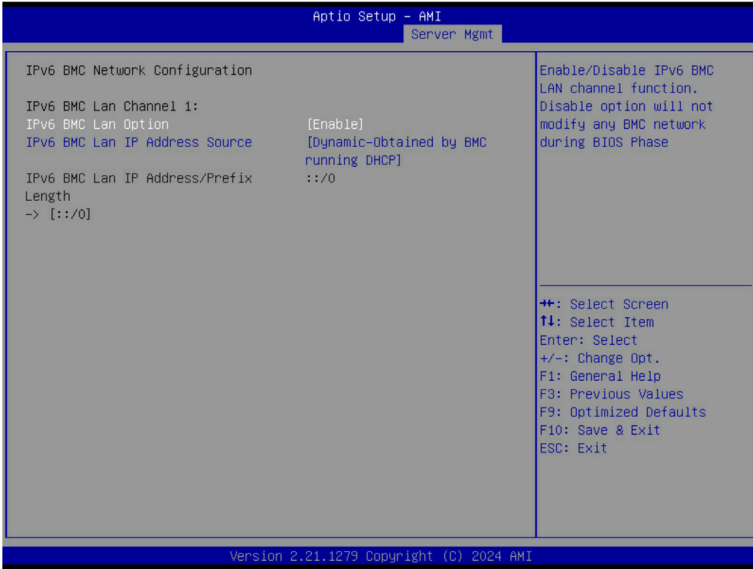 Aptio Setup – AMI
Server Mgmt
IPv6 BMC Network Configuration
IPv6 BMC Lan Channel 1:
IPv6 BMC Lan Option [Enable]
IPv6 BMC Lan IP Address Source [Dynamic-Obtained by BMC
running DHCP]
IPv6 BMC Lan IP Address/Prefix ::/0
Length
-> [::/0]
Enable/Disable IPv6 BMC
LAN channel function.
Disable option will not
modify any BMC network
during BIOS Phase
→←: Select Screen
↑↓: Select Item
Enter: Select
+/-: Change Opt.
F1: General Help
F3: Previous Values
F9: Optimized Defaults
F10: Save & Exit
ESC: Exit
Version 2.21.1279 Copyright (C) 2024 AMI